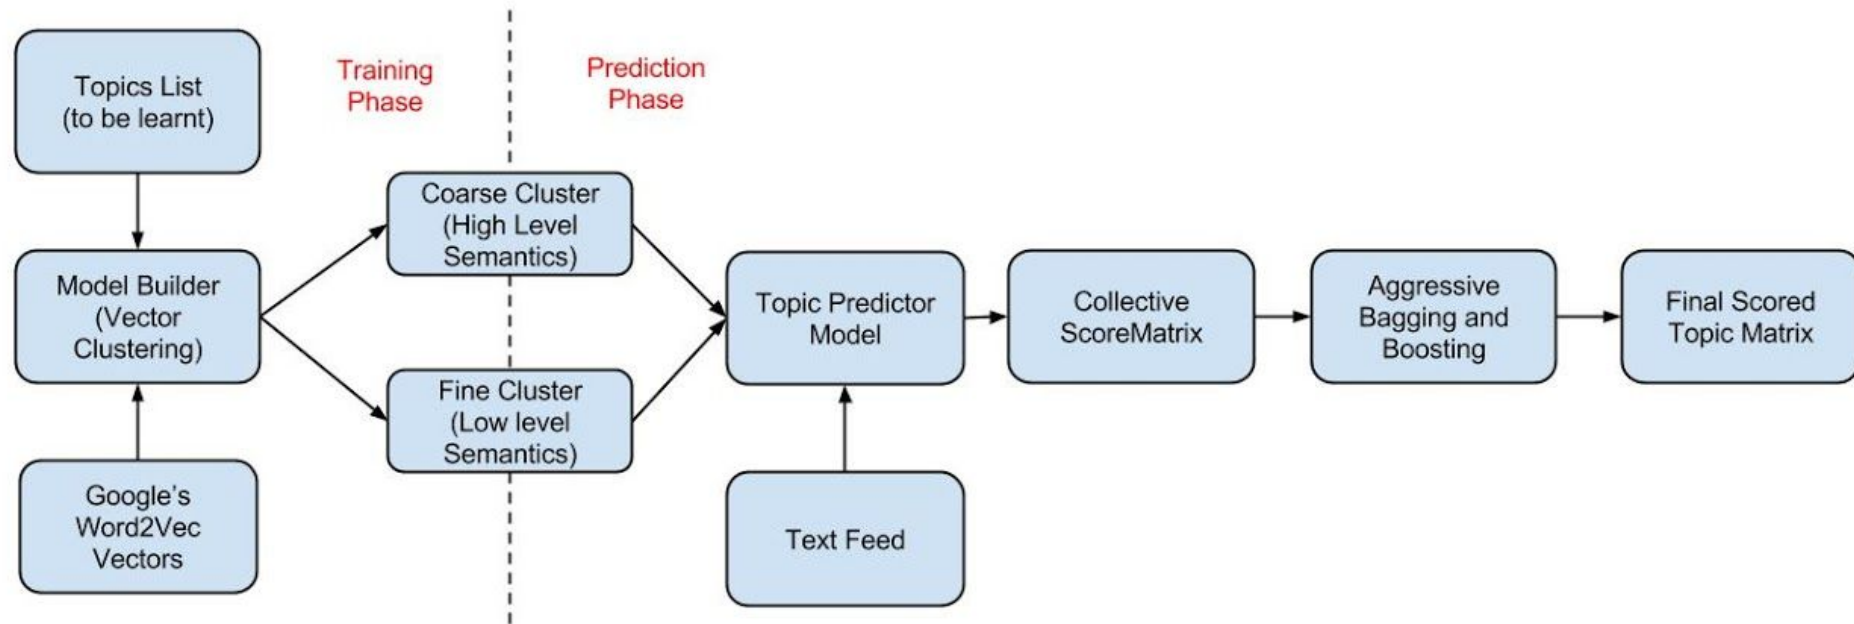 Topics List
(to be learnt)
Training
Phase
Prediction
Phase
Coarse Cluster
(High Level
Semantics)
Model Builder
(Vector
Clustering)
Topic Predictor
Model
Collective
ScoreMatrix
Aggressive
Bagging and
Boosting
Final Scored
Topic Matrix
Fine Cluster
(Low level
Semantics)
Google's
Word2Vec
Vectors
Text Feed